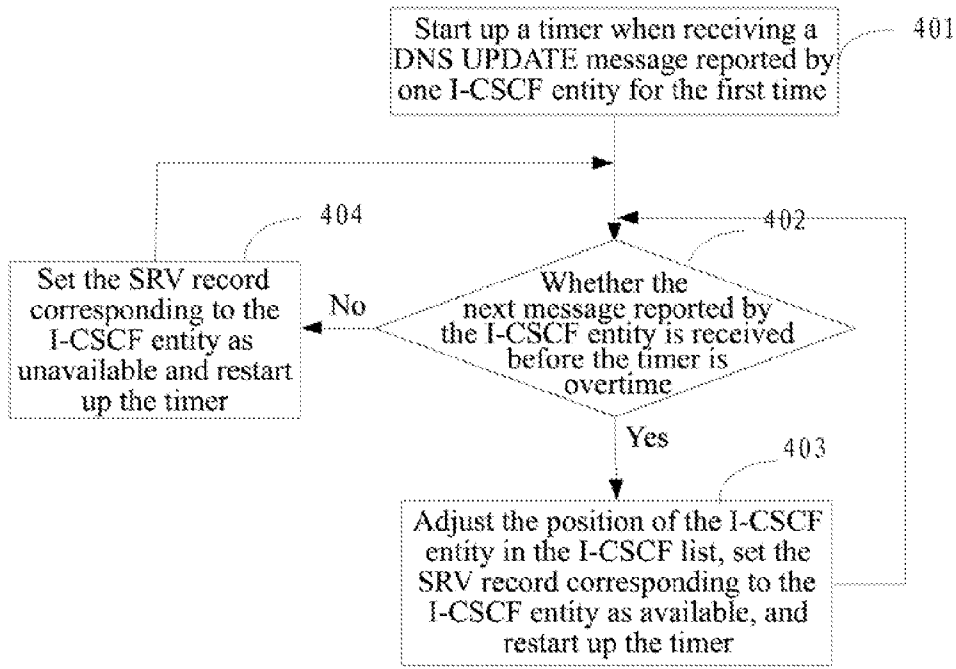 Start up a timer when receiving a
DNS UPDATE message reported by
one I-CSCF entity for the first time
401
404
402
Set the SRV record
corresponding to the
I-CSCF entity as
unavailable and restart
up the timer
No
Whether the
next message reported by
the I-CSCF entity is received
before the timer is
overtime
Yes
403
Adjust the position of the I-CSCF
entity in the I-CSCF list, set the
SRV record corresponding to the
I-CSCF entity as available, and
restart up the timer